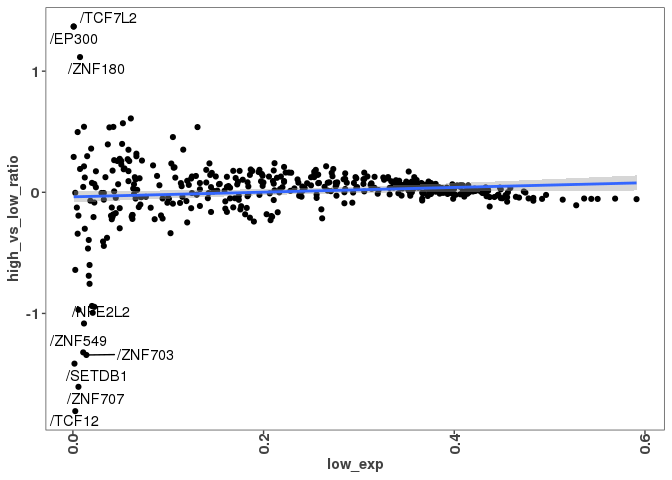 /TCF7L2
/EP300
/ZNF180
1
0
high_vs_low_ratio
-1
/NFE2L2
/ZNF549
/ZNF703
/SETDB1
/ZNF707
/TCF12
0.0
0.2
0.4
0.6
low_exp